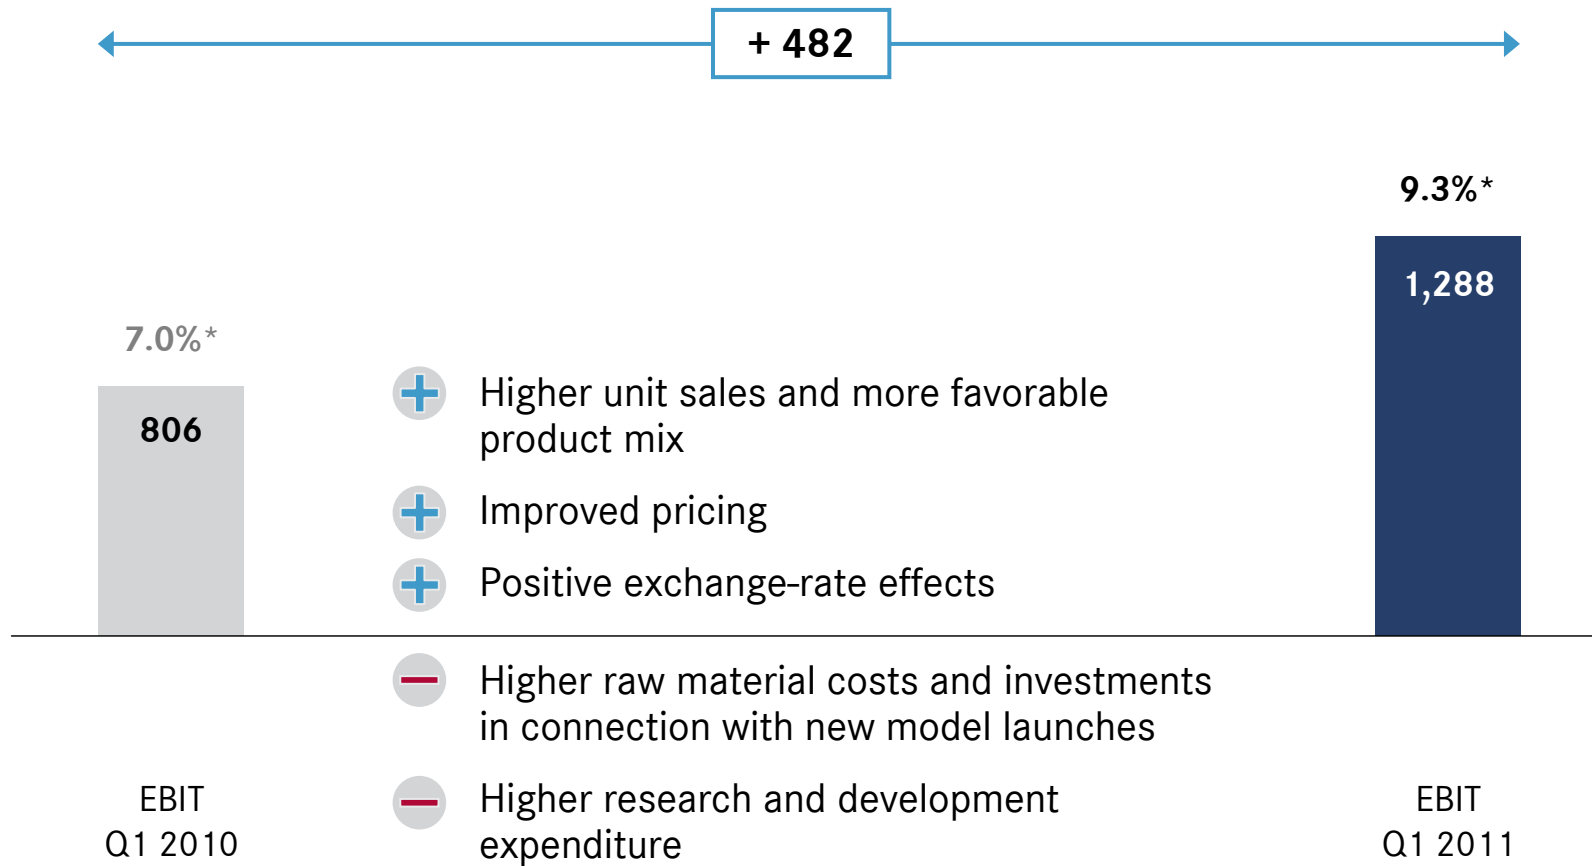 + 482
9.3%*
1,288
7.0%*
806
Higher unit sales and more favorable
product mix
Improved pricing
Positive exchange-rate effects
Higher raw material costs and investments
in connection with new model launches
Higher research and development
expenditure
EBIT
Q1 2010
EBIT
Q1 2011